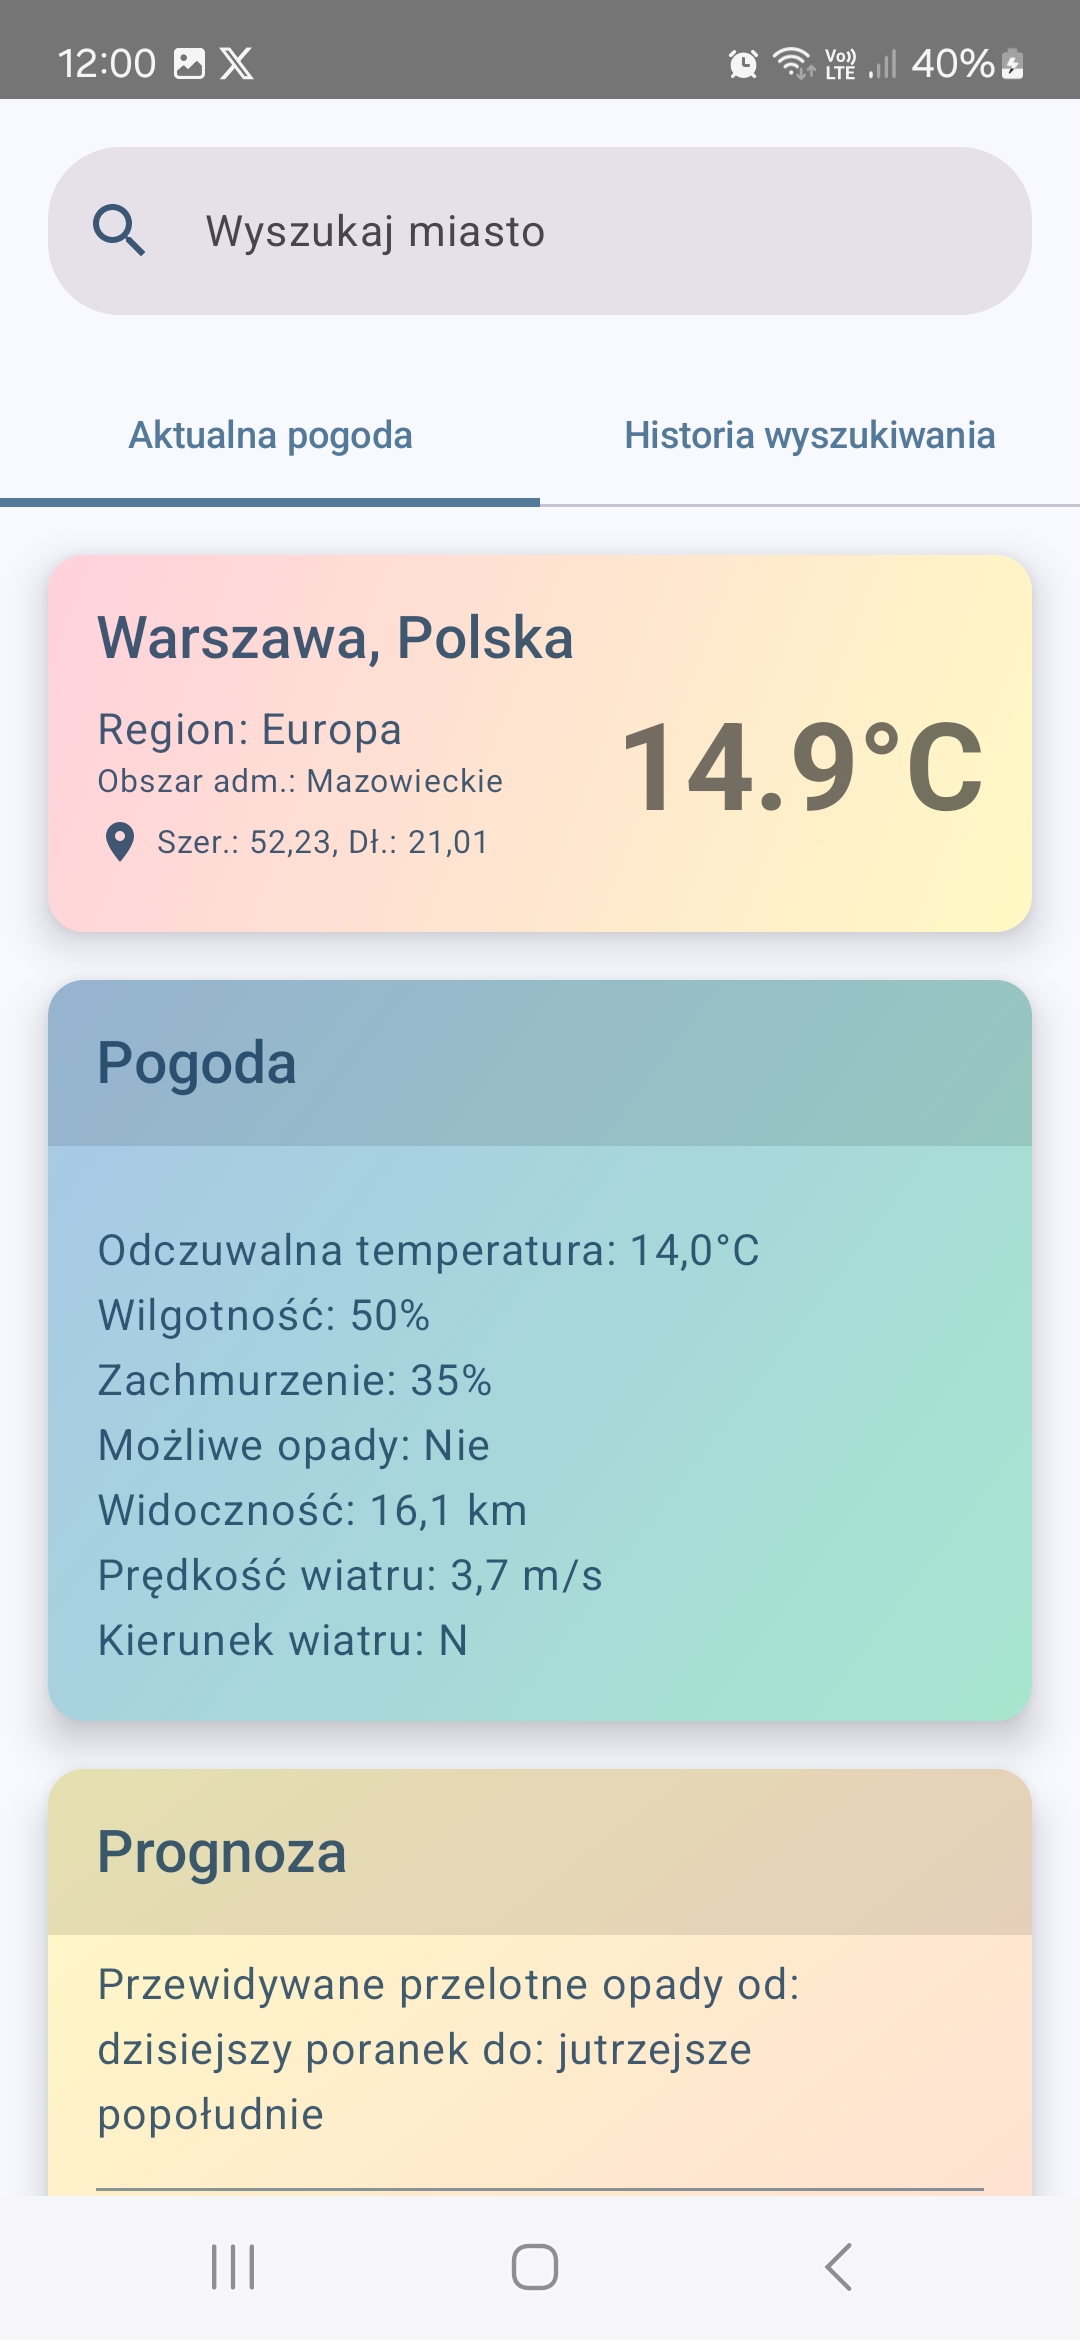 12:00
Vo)) LTE
40%
Wyszukaj miasto
Aktualna pogoda
Historia wyszukiwania
Warszawa, Polska
Region: Europa
Obszar adm.: Mazowieckie
Szer.: 52,23, Dł.: 21,01
14.9°C
Pogoda
Odczuwalna temperatura: 14,0°C
Wilgotność: 50%
Zachmurzenie: 35%
Możliwe opady: Nie
Widoczność: 16,1 km
Prędkość wiatru: 3,7 m/s
Kierunek wiatru: N
Prognoza
Przewidywane przelotne opady od:
dzisiejszy poranek do: jutrzejsze
popołudnie